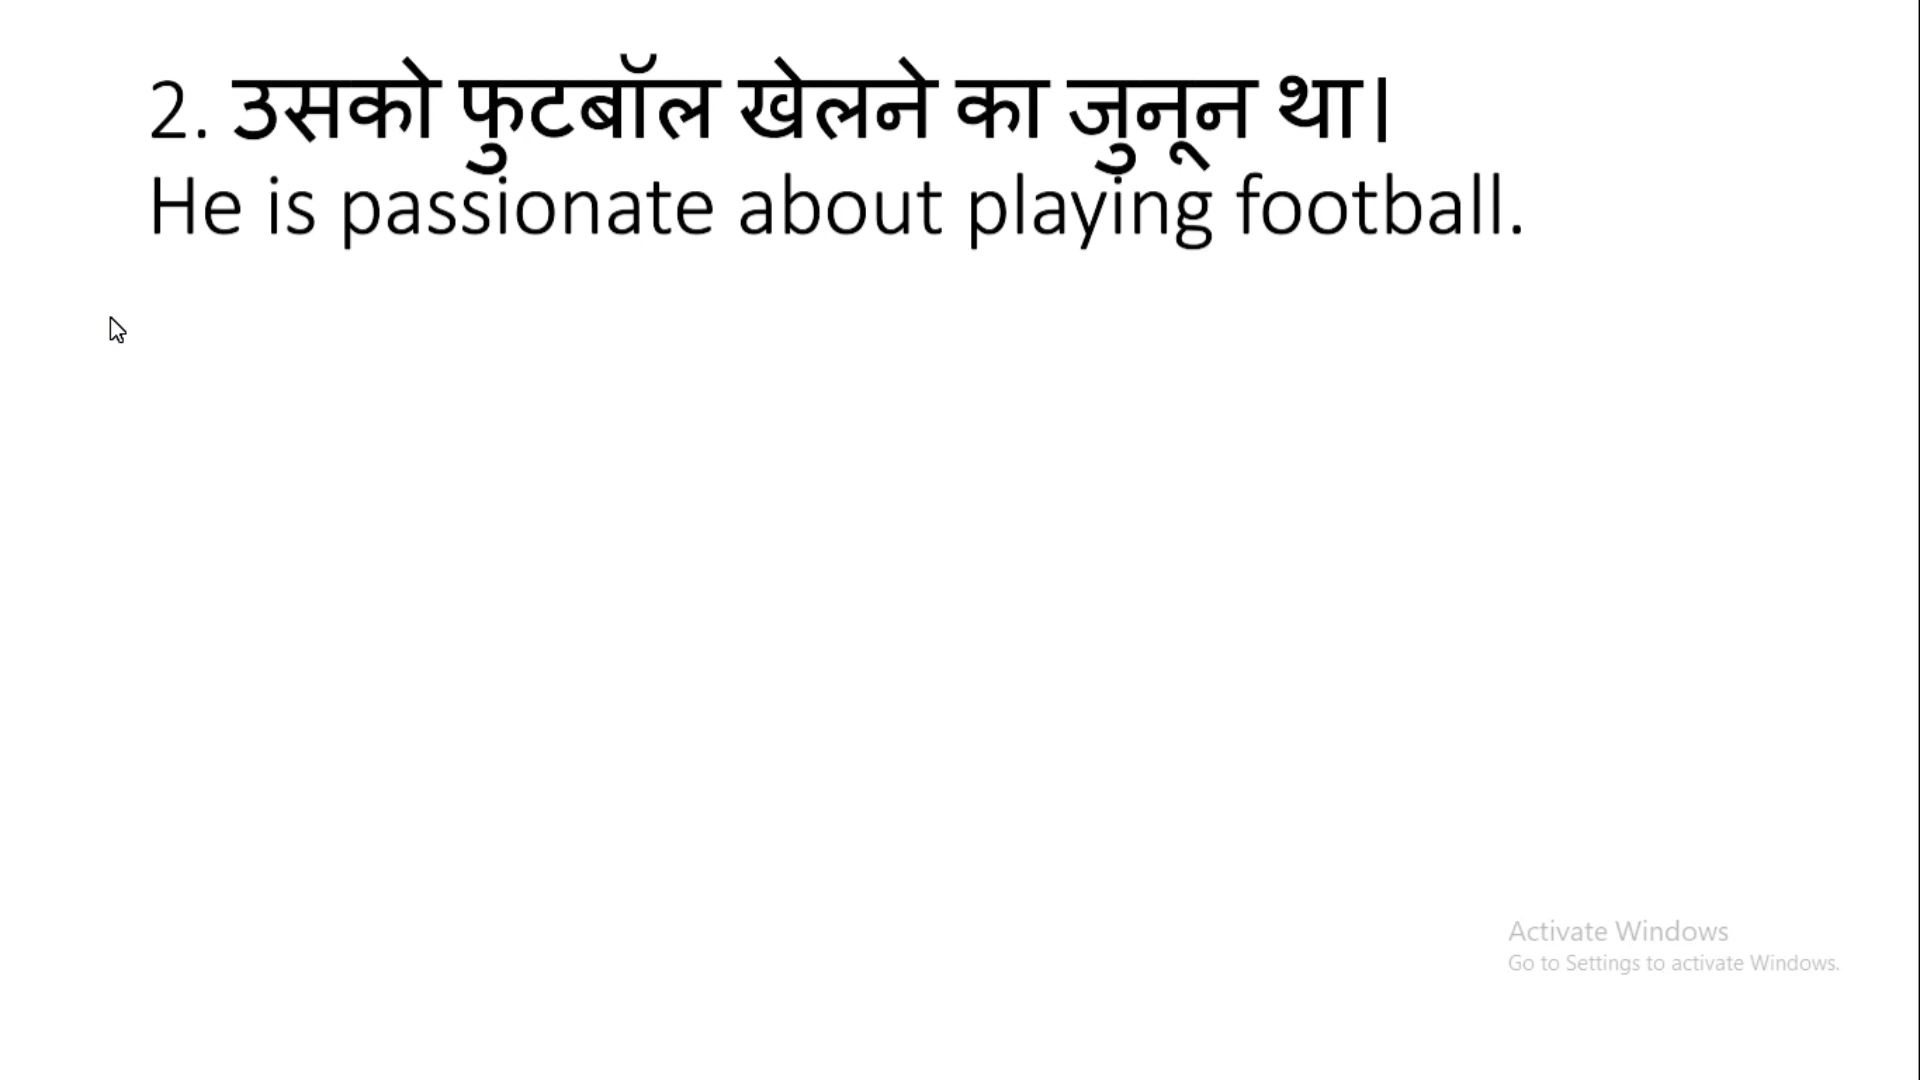 2. उसको फुटबॉल खेलने का जुनून था।
He is passionate about playing football.
Activate Windows
Go to Settings to activate Windows.